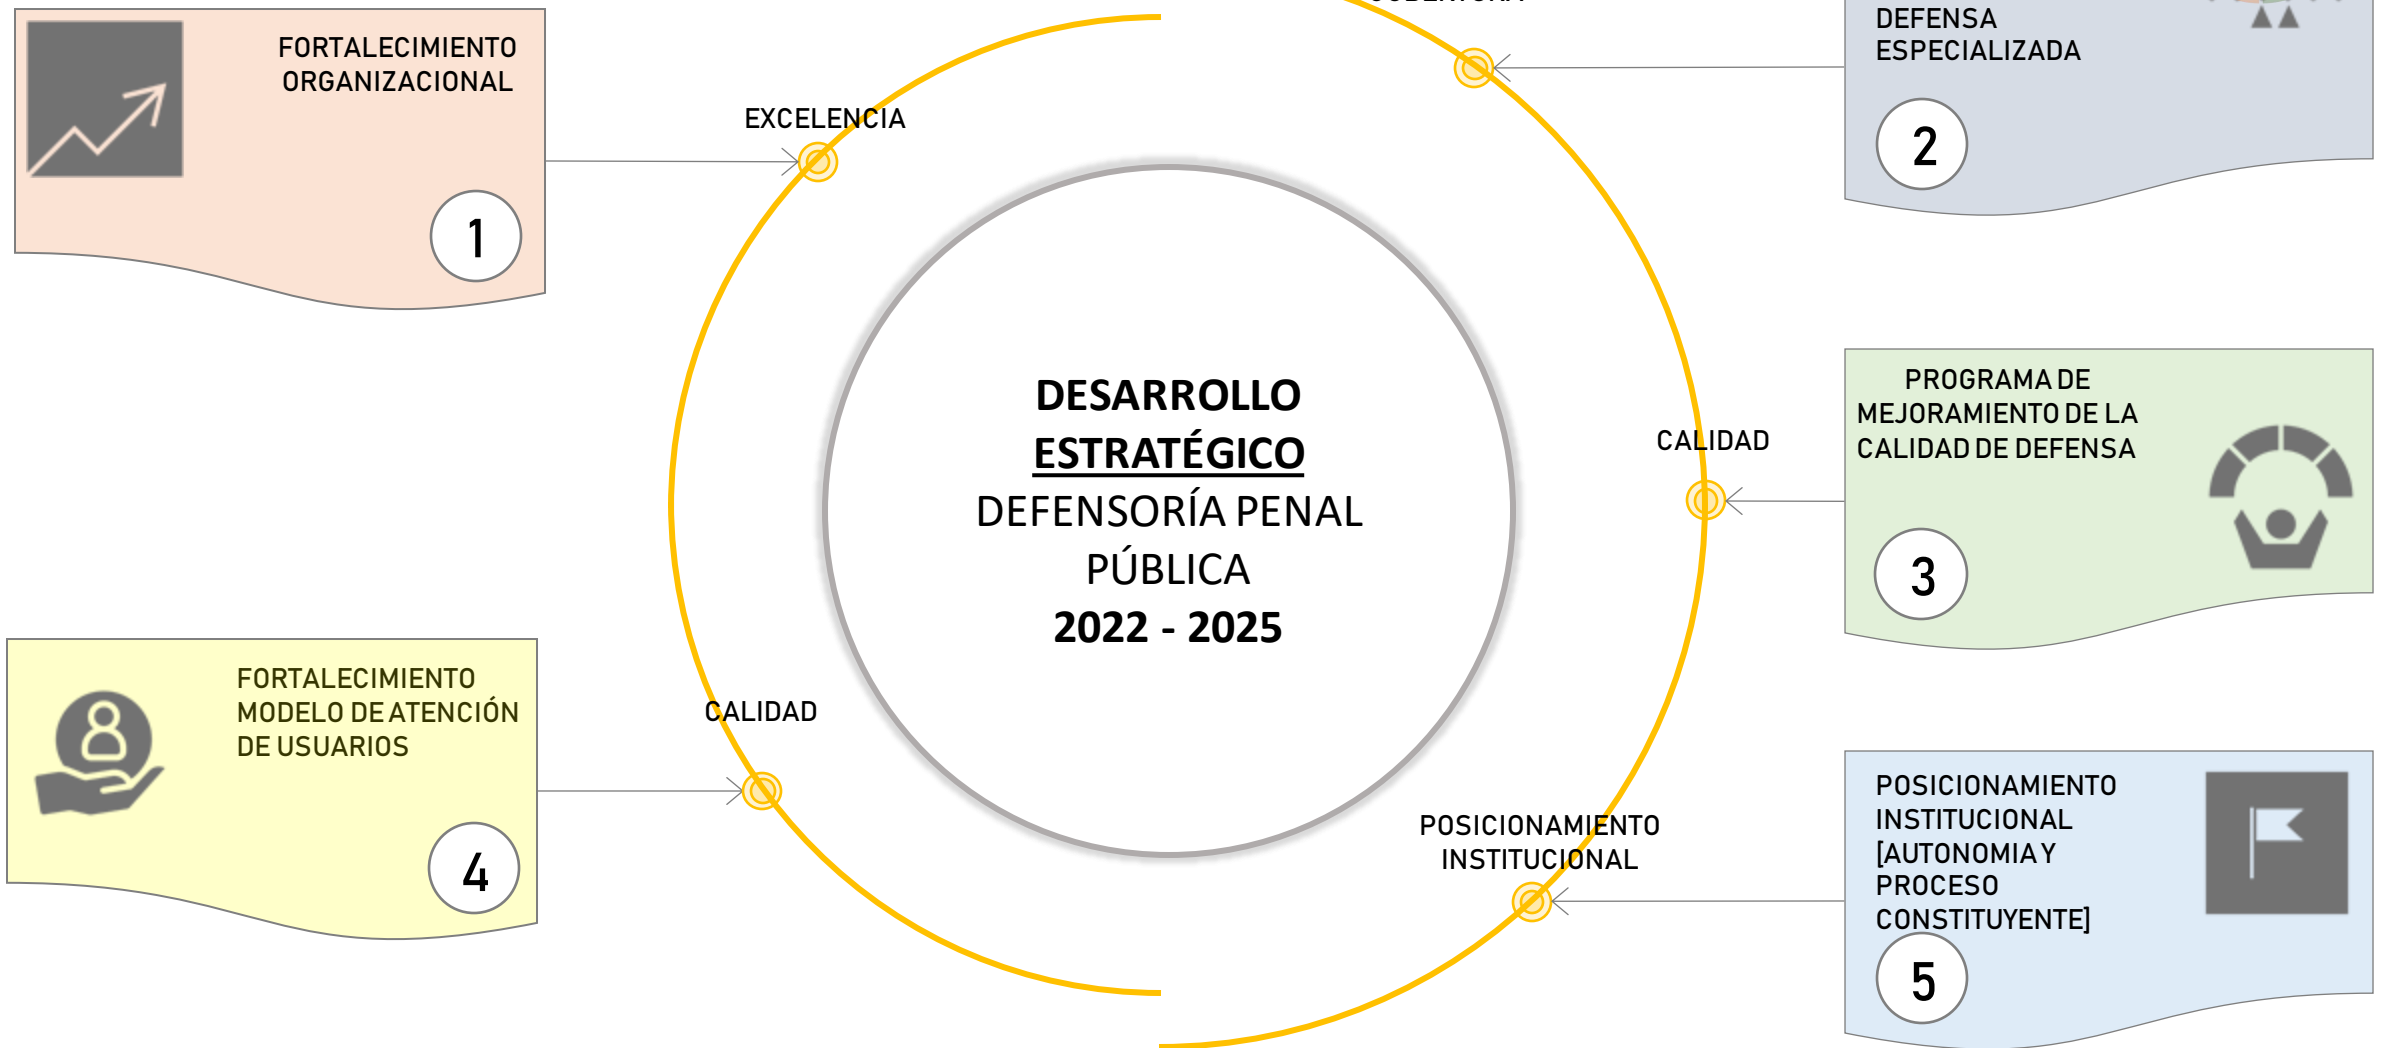 FORTALECIMIENTO
ORGANIZACIONAL
1
EXCELENCIA
DEFENSA
ESPECIALIZADA
2
DESARROLLO
ESTRATÉGICO
DEFENSORÍA PENAL
PÚBLICA
2022 - 2025
CALIDAD
PROGRAMA DE
MEJORAMIENTO DE LA
CALIDAD DE DEFENSA
3
FORTALECIMIENTO
MODELO DE ATENCIÓN
DE USUARIOS
4
CALIDAD
POSICIONAMIENTO
INSTITUCIONAL
POSICIONAMIENTO
INSTITUCIONAL
[AUTONOMIA Y
PROCESO
CONSTITUYENTE]
5